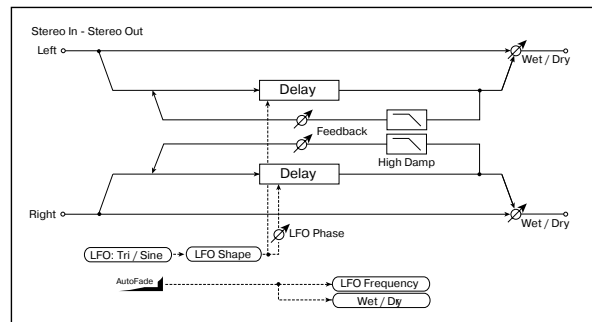 Stereo In - Stereo Out
Left
Wet / Dry
Delay
Feedback
High Damp
Delay
Right
Wet / Dry
LFO Phase
LFO: Tri / Sine
LFO Shape
AutoFade
LFO Frequency
Wet / Dry